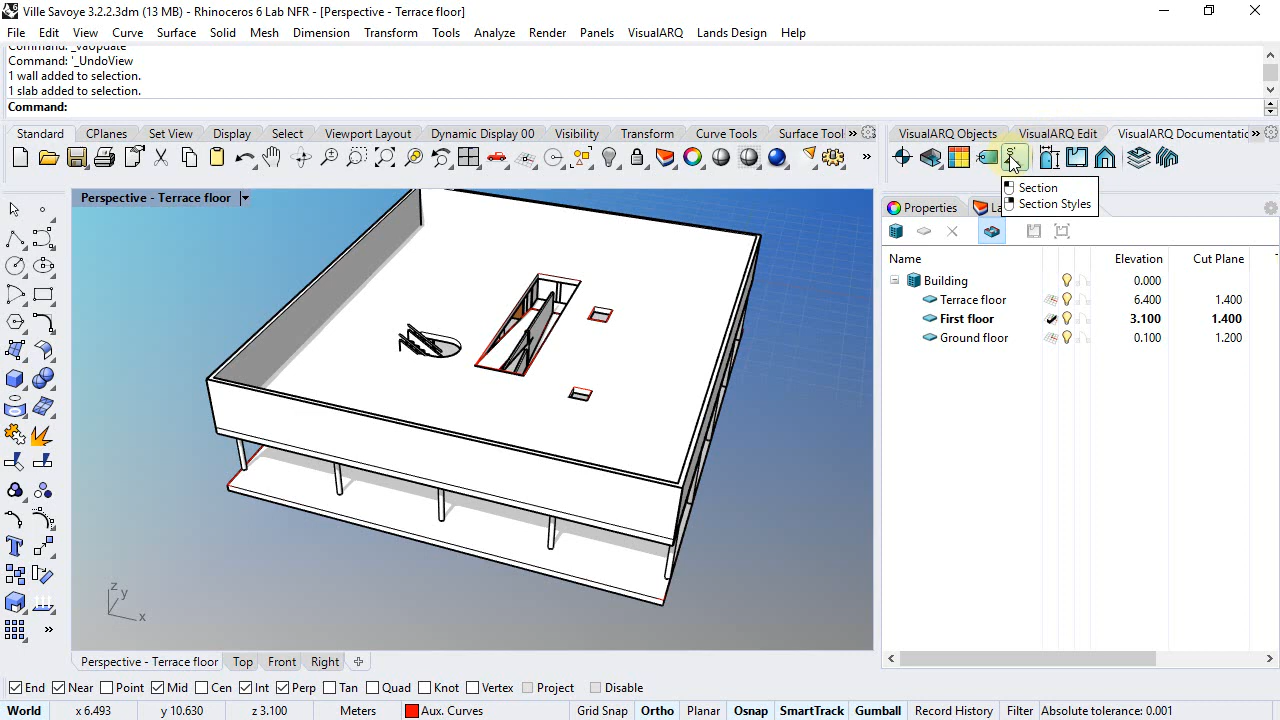 Ville Savoye 3.2.2.3dm (13 MB) - Rhinoceros 6 Lab NFR - [Perspective - Terrace floor]
File Edit View Curve Surface Solid Mesh Dimension Transform Tools Analyze Render Panels VisualARQ Lands Design Help
Command: _vaUpdate
Command: '_UndoView
1 wall added to selection.
1 slab added to selection.
Command:
Standard CPlanes Set View Display Select Viewport Layout Dynamic Display 00 Visibility Transform Curve Tools Surface Tool »
VisualARQ Objects VisualARQ Edit VisualARQ Documentatic »
Section
Section Styles
Perspective - Terrace floor
Properties La
Name Elevation Cut Plane
Building 0.000
Terrace floor 6.400 1.400
First floor 3.100 1.400
Ground floor 0.100 1.200
z
y
x
Perspective - Terrace floor Top Front Right
End Near Point Mid Cen Int Perp Tan Quad Knot Vertex Project Disable
World x 6.493 y 10.630 z 3.100 Meters Aux. Curves Grid Snap Ortho Planar Osnap SmartTrack Gumball Record History Filter Absolute tolerance: 0.001